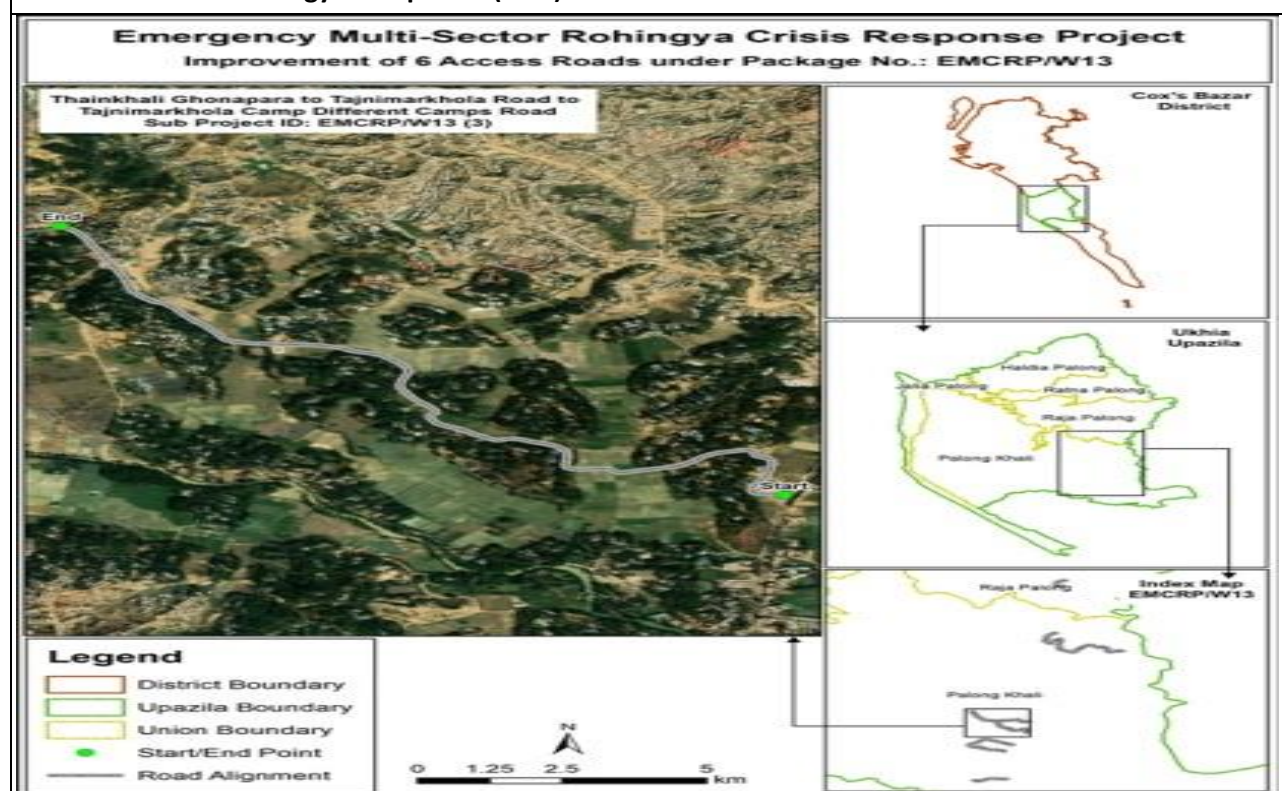 Emergency Multi-Sector Rohingya Crisis Response Project
Improvement of 6 Access Roads under Package No.: EMCRP/W13
Thainkhali Ghonapara to Tajnimarkhola Road to
Tajnimarkhola Camp Different Camps Road
Sub Project ID: EMCRP/W13 (3)
End
Start
Cox's Bazar
District
Ukhia
Upazila
Haldia Palong
Jalia Palong
Ratna Palong
Raja Palong
Palong Khali
Index Map
EMCRP/W13
Raja Palong
Palong Khali
Legend
District Boundary
Upazila Boundary
Union Boundary
Start/End Point
Road Alignment
N
0 1.25 2.5 5
km